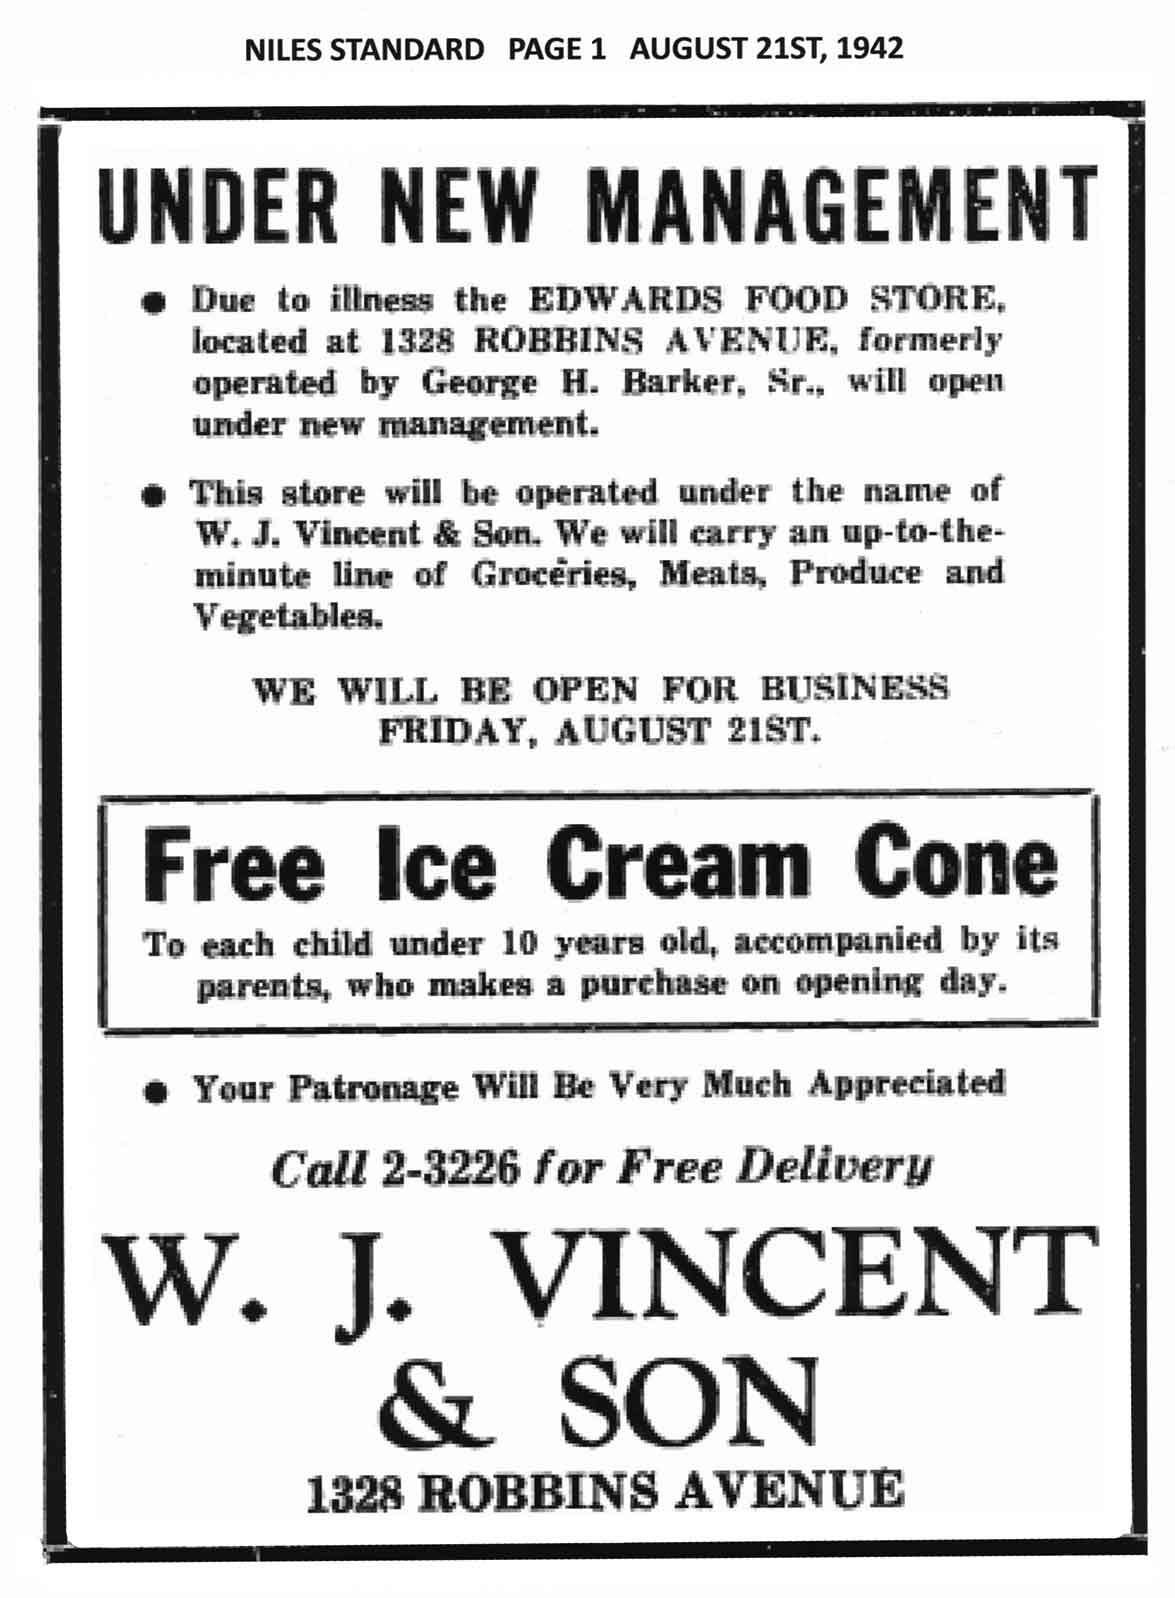 NILES STANDARD PAGE 1 AUGUST 21ST, 1942
UNDER NEW MANAGEMENT
● Due to illness the EDWARDS FOOD STORE,
located at 1328 ROBBINS AVENUE, formerly
operated by George H. Barker, Sr., will open
under new management.
● This store will be operated under the name of
W. J. Vincent & Son. We will carry an up-to-the-
minute line of Groceries, Meats, Produce and
Vegetables.
WE WILL BE OPEN FOR BUSINESS
FRIDAY, AUGUST 21ST.
Free Ice Cream Cone
To each child under 10 years old, accompanied by its
parents, who makes a purchase on opening day.
● Your Patronage Will Be Very Much Appreciated
Call 2-3226 for Free Delivery
W. J. VINCENT
& SON
1328 ROBBINS AVENUE